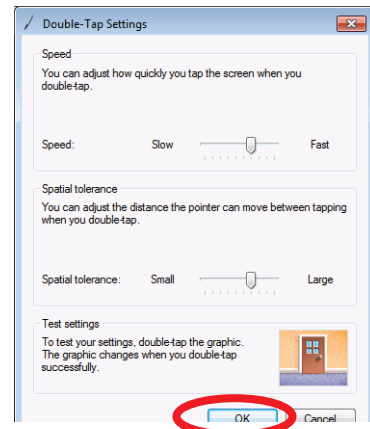 Double-Tap Settings
Speed
You can adjust how quickly you tap the screen when you
double-tap.
Speed: Slow Fast
Spatial tolerance
You can adjust the distance the pointer can move between tapping
when you double-tap.
Spatial tolerance: Small Large
Test settings
To test your settings, double-tap the graphic.
The graphic changes when you double-tap
successfully.
OK Cancel